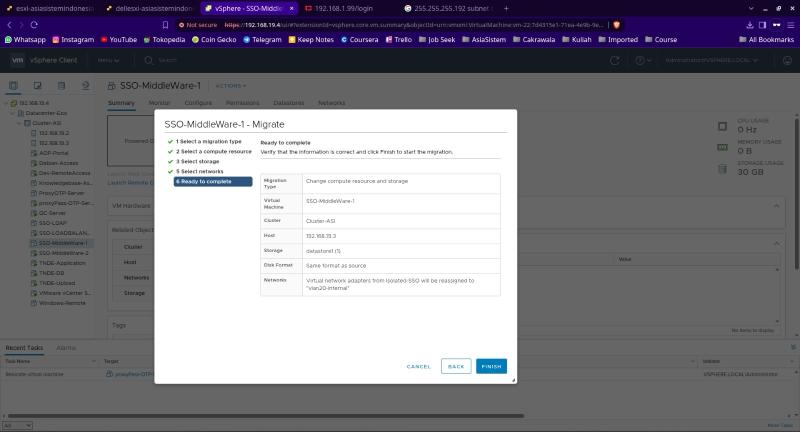 esxi-asiasistemindonesia
dellesxi-asiasistemindon
vSphere - SSO-Middl
192.168.1.99/login
255.255.255.192 subnet
Not secure https://192.168.19.4/ui/#?extensionId=vsphere.core.vm.summary&objectId=urn:vmomi:VirtualMachine:vm-22:
Whatsapp Instagram YouTube Tokopedia Coin Gecko Telegram Keep Notes Coursera Trello Job Seek AsiaSistem Cakrawala Kuliah Imported Course All Bookmarks
vm vSphere Client Menu Search Administrator@VSPHERE.LOCAL
SSO-MiddleWare-1 ACTIONS
Summary Monitor Configure Permissions Datastores Networks
192.168.19.4
Datacenter-Esxi
Cluster-ASI
192.168.19.2
192.168.19.3
AOP-Portal
Debian-Access
Dev-RemoteAccess
Knowledgebase-As...
ProxyOTP-Server
proxyPass-OTP-Ser...
QC-Server
SSO-LDAP
SSO-LOADBALAN...
SSO-MiddleWare-1
SSO-MiddleWare-2
TNDE-Application
TNDE-DB
TNDE-Upload
VMware vCenter S...
Windows-Remote
Powered O
Launch Remote C
VM Hardware
Related Objects
Cluster
Host
Networks
Storage
Tags
CPU USAGE
0 Hz
MEMORY USAGE
0 B
STORAGE USAGE
30 GB
Value
No items to display
SSO-MiddleWare-1 - Migrate
1 Select a migration type
2 Select a compute resource
3 Select storage
5 Select networks
6 Ready to complete
Ready to complete
Verify that the information is correct and click Finish to start the migration.
Migration Type Change compute resource and storage
Virtual Machine SSO-MiddleWare-1
Cluster Cluster-ASI
Host 192.168.19.3
Storage datastore1 (1)
Disk Format Same format as source
Networks Virtual network adapters from Isolated-SSO will be reassigned to
"vlan20-internal"
CANCEL BACK FINISH
Recent Tasks Alarms
Task Name Target Initiator
Relocate virtual machine proxyPass-OTP- VSPHERE.LOCAL\Administrator
All More Tasks